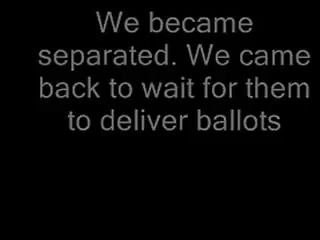 We became
separated. We came
back to wait for them
to deliver ballots